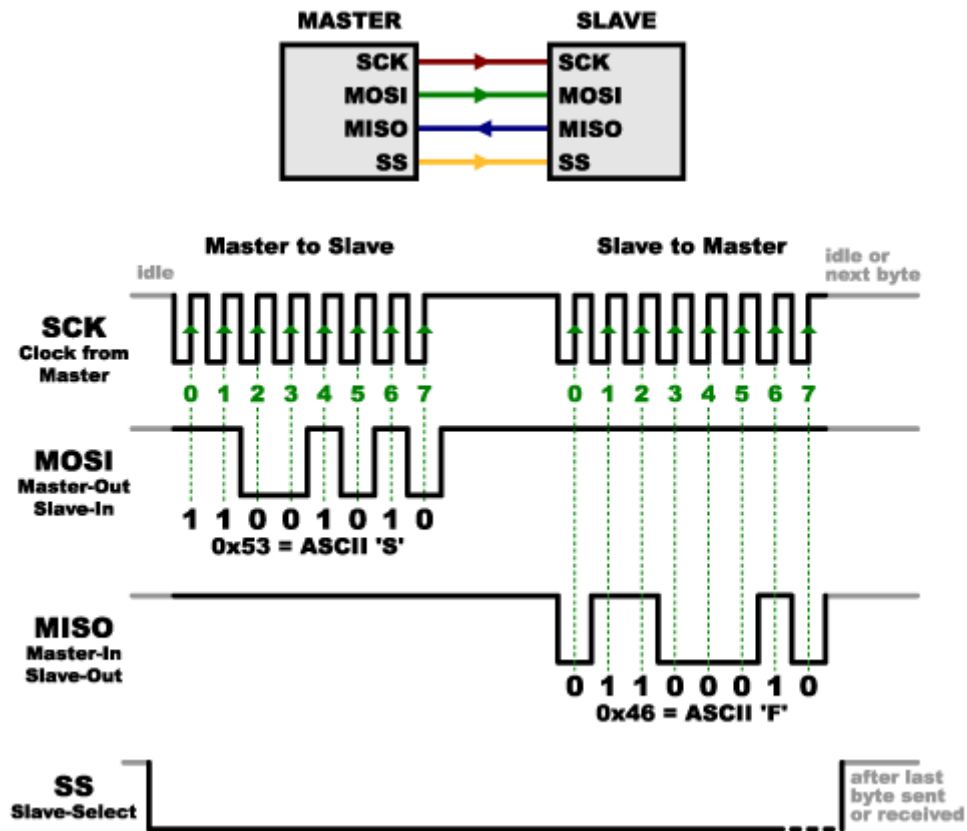 MASTER SLAVE
SCK SCK
MOSI MOSI
MISO MISO
SS SS
Master to Slave Slave to Master
idle
idle or
next byte
SCK
Clock from
Master
0 1 2 3 4 5 6 7 0 1 2 3 4 5 6 7
MOSI
Master-Out
Slave-In
1 1 0 0 1 0 1 0
0x53 = ASCII 'S'
MISO
Master-In
Slave-Out
0 1 1 0 0 0 1 0
0x46 = ASCII 'F'
SS
Slave-Select
after last
byte sent
or received